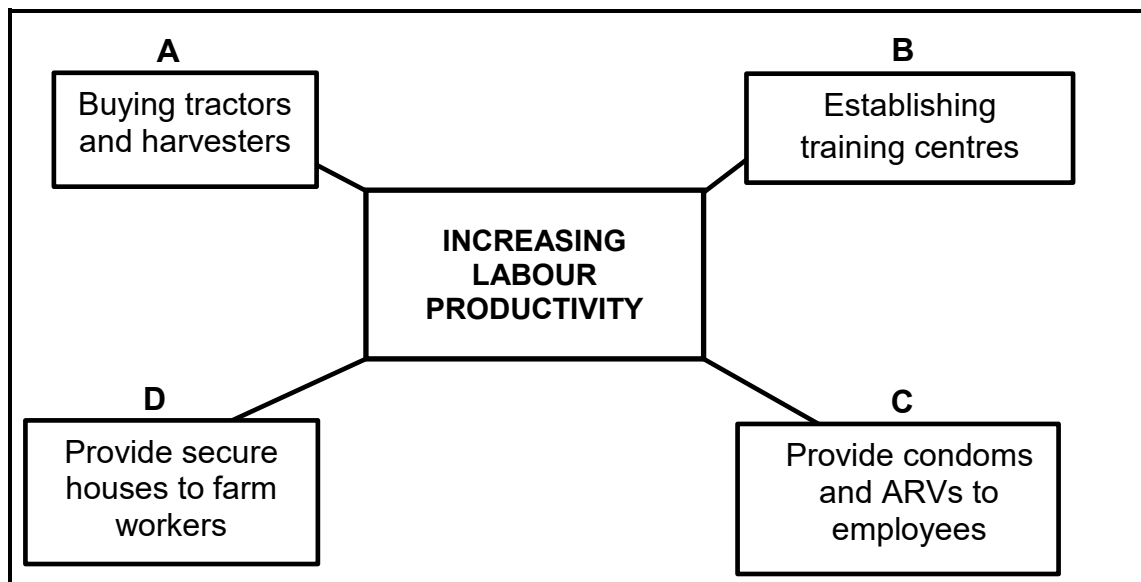 A
Buying tractors
and harvesters
B
Establishing
training centres
INCREASING
LABOUR
PRODUCTIVITY
D
Provide secure
houses to farm
workers
C
Provide condoms
and ARVs to
employees